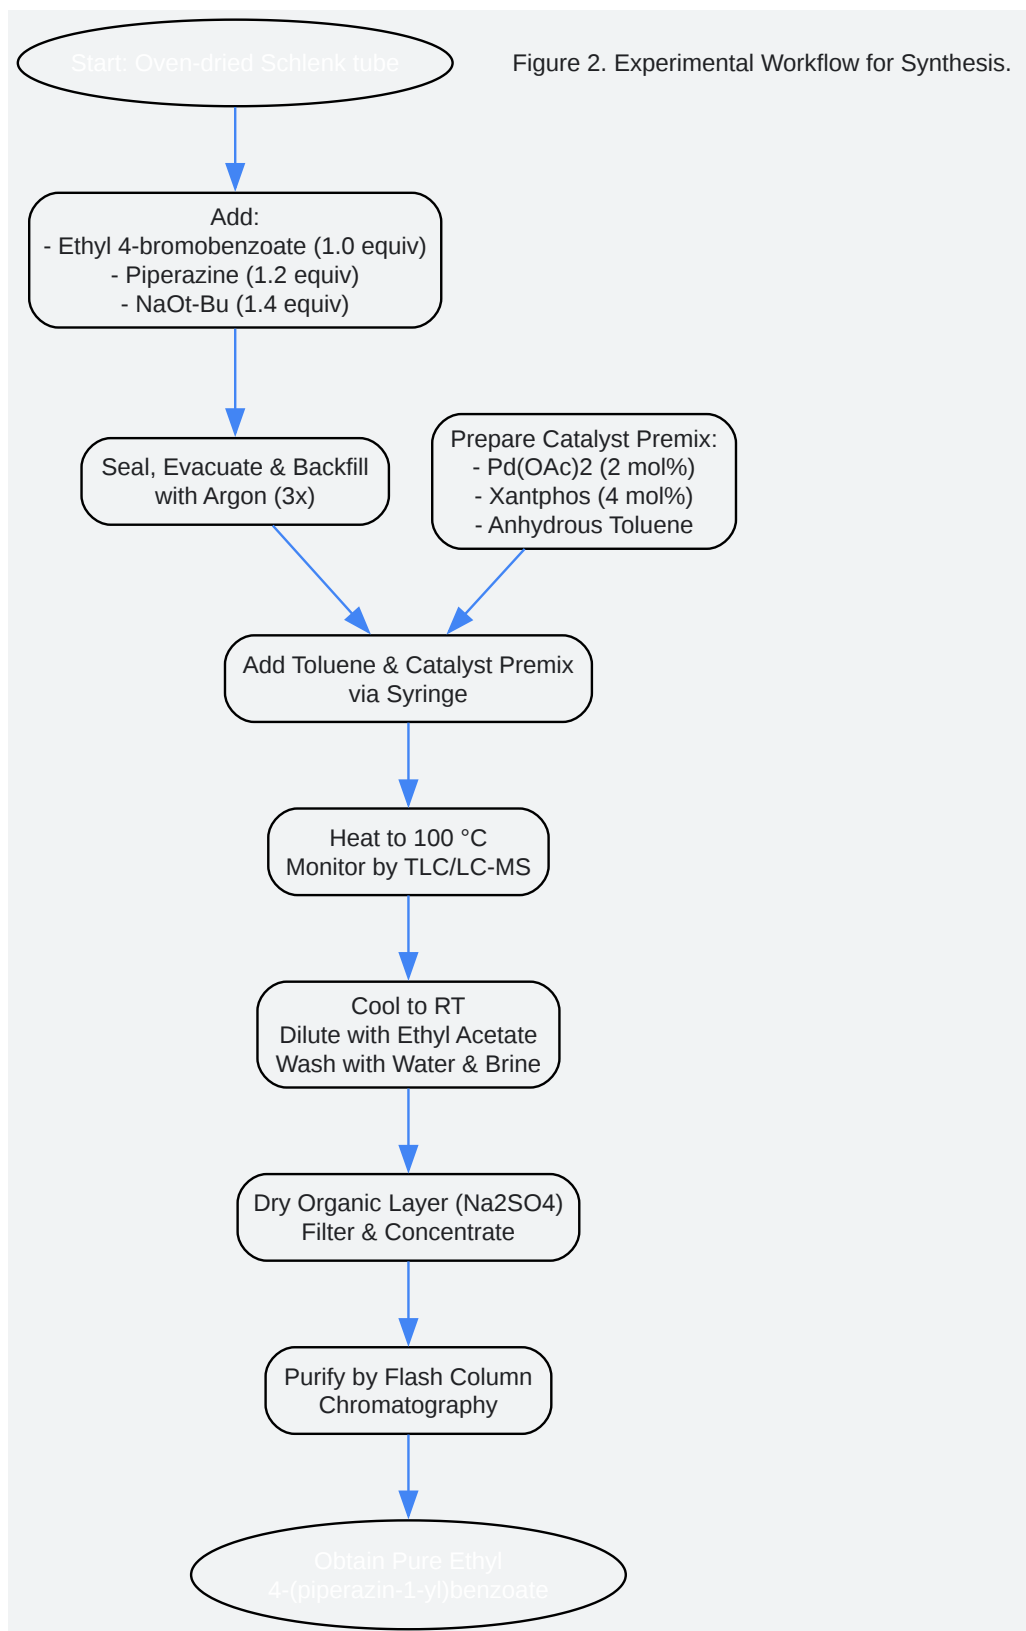 Start: Oven-dried Schlenk tube
Figure 2. Experimental Workflow for Synthesis.
Add:
- Ethyl 4-bromobenzoate (1.0 equiv)
- Piperazine (1.2 equiv)
- NaOt-Bu (1.4 equiv)
Seal, Evacuate & Backfill
with Argon (3x)
Prepare Catalyst Premix:
- Pd(OAc)2 (2 mol%)
- Xantphos (4 mol%)
- Anhydrous Toluene
Add Toluene & Catalyst Premix
via Syringe
Heat to 100 °C
Monitor by TLC/LC-MS
Cool to RT
Dilute with Ethyl Acetate
Wash with Water & Brine
Dry Organic Layer (Na2SO4)
Filter & Concentrate
Purify by Flash Column
Chromatography
Obtain Pure Ethyl
4-(piperazin-1-yl)benzoate